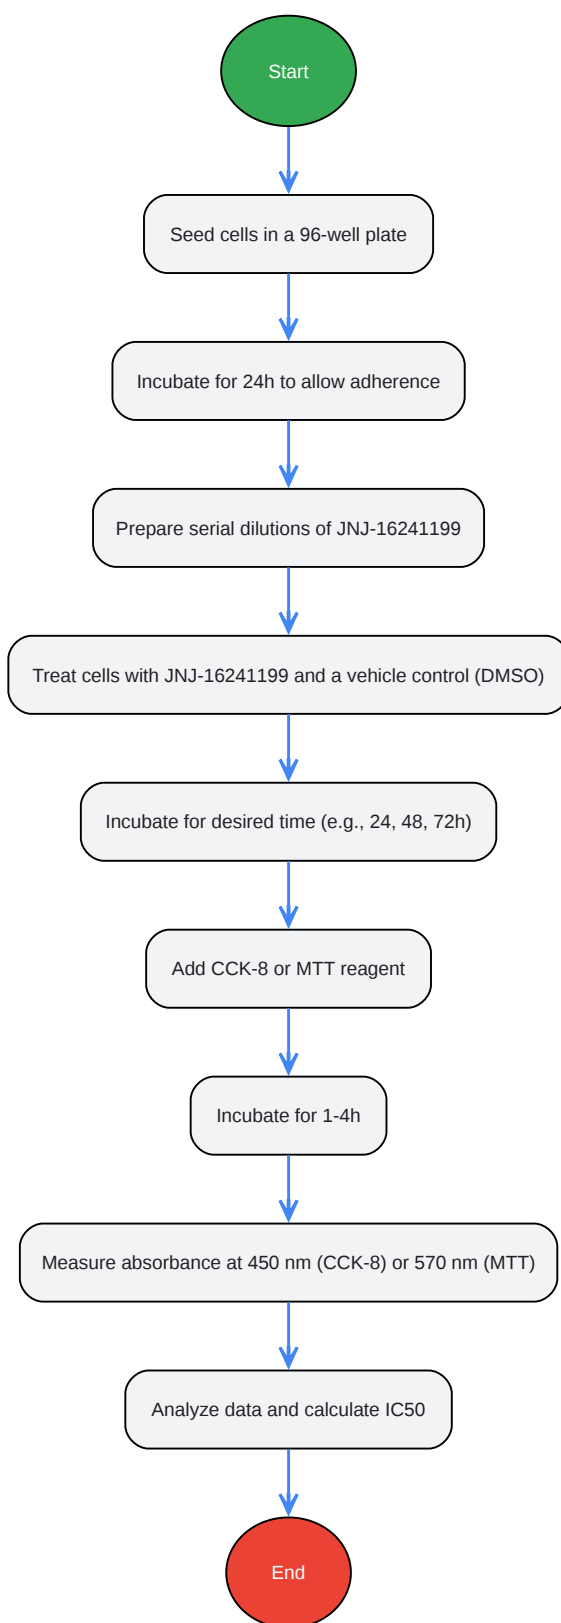 Start
Seed cells in a 96-well plate
Incubate for 24h to allow adherence
Prepare serial dilutions of JNJ-16241199
Treat cells with JNJ-16241199 and a vehicle control (DMSO)
Incubate for desired time (e.g., 24, 48, 72h)
Add CCK-8 or MTT reagent
Incubate for 1-4h
Measure absorbance at 450 nm (CCK-8) or 570 nm (MTT)
Analyze data and calculate IC50
End